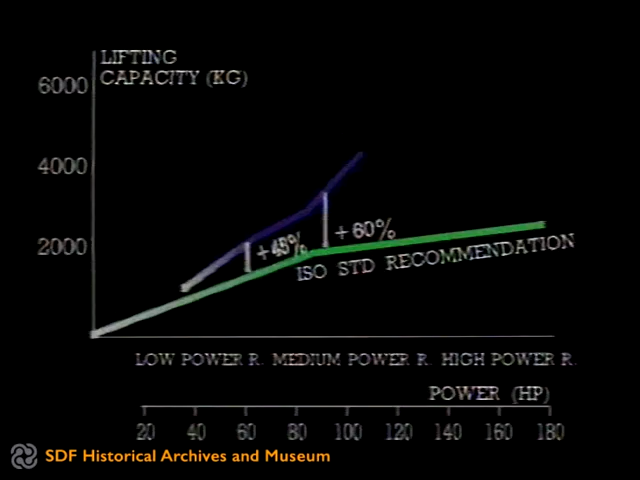 LIFTING
CAPACITY (KG)
6000
4000
2000
+45%
+60%
ISO STD RECOMMENDATION
LOW POWER R. MEDIUM POWER R. HIGH POWER R.
POWER (HP)
20 40 60 80 100 120 140 160 180
SDF Historical Archives and Museum